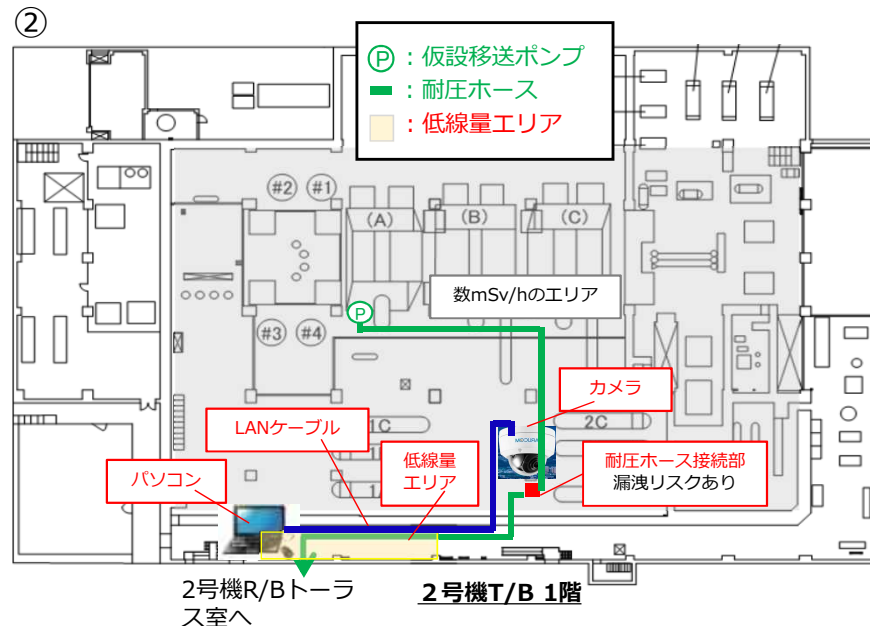 ②
Ⓟ：仮設移送ポンプ
：耐圧ホース
：低線量エリア
#2 #1
(A) (B) (C)
数mSv/hのエリア
P
#3 #4
カメラ
LANケーブル
1C
2C
低線量
エリア
耐圧ホース接続部
漏洩リスクあり
パソコン
2号機R/Bトーラ
ス室へ
２号機T/B 1階